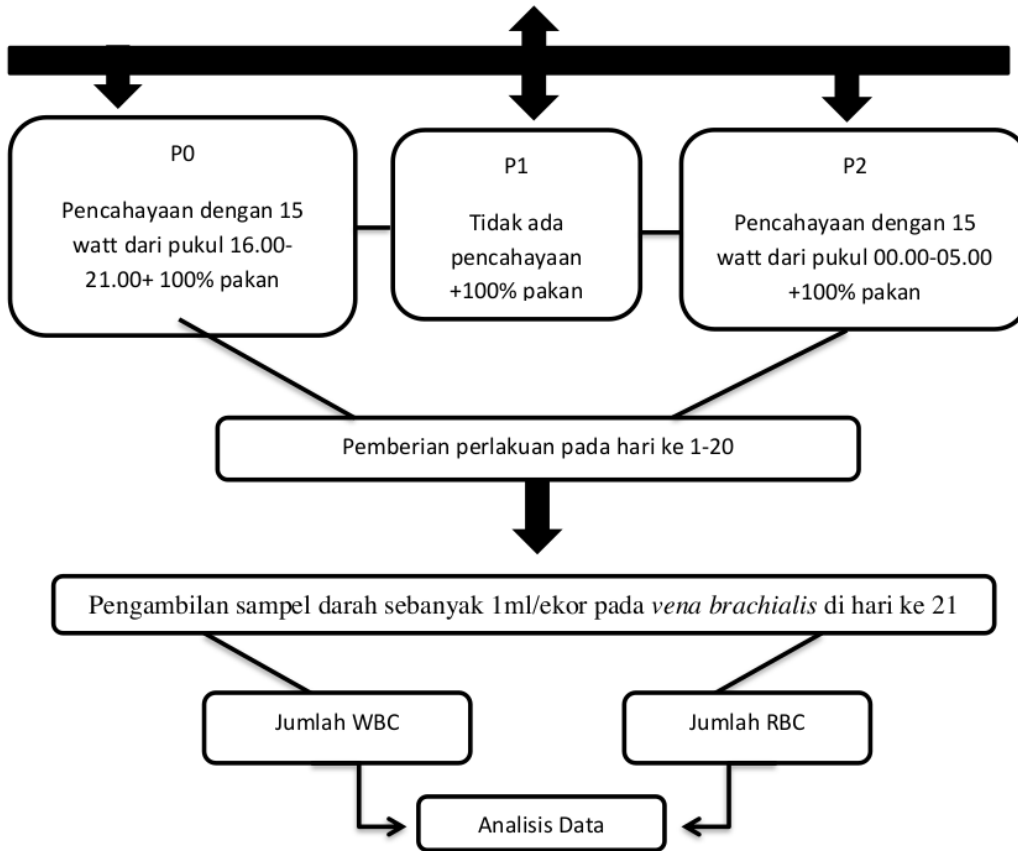 P0
Pencahayaan dengan 15
watt dari pukul 16.00-
21.00+ 100% pakan
P1
Tidak ada
pencahayaan
+100% pakan
P2
Pencahayaan dengan 15
watt dari pukul 00.00-05.00
+100% pakan
Pemberian perlakuan pada hari ke 1-20
Pengambilan sampel darah sebanyak 1ml/ekor pada vena brachialis di hari ke 21
Jumlah WBC
Jumlah RBC
Analisis Data